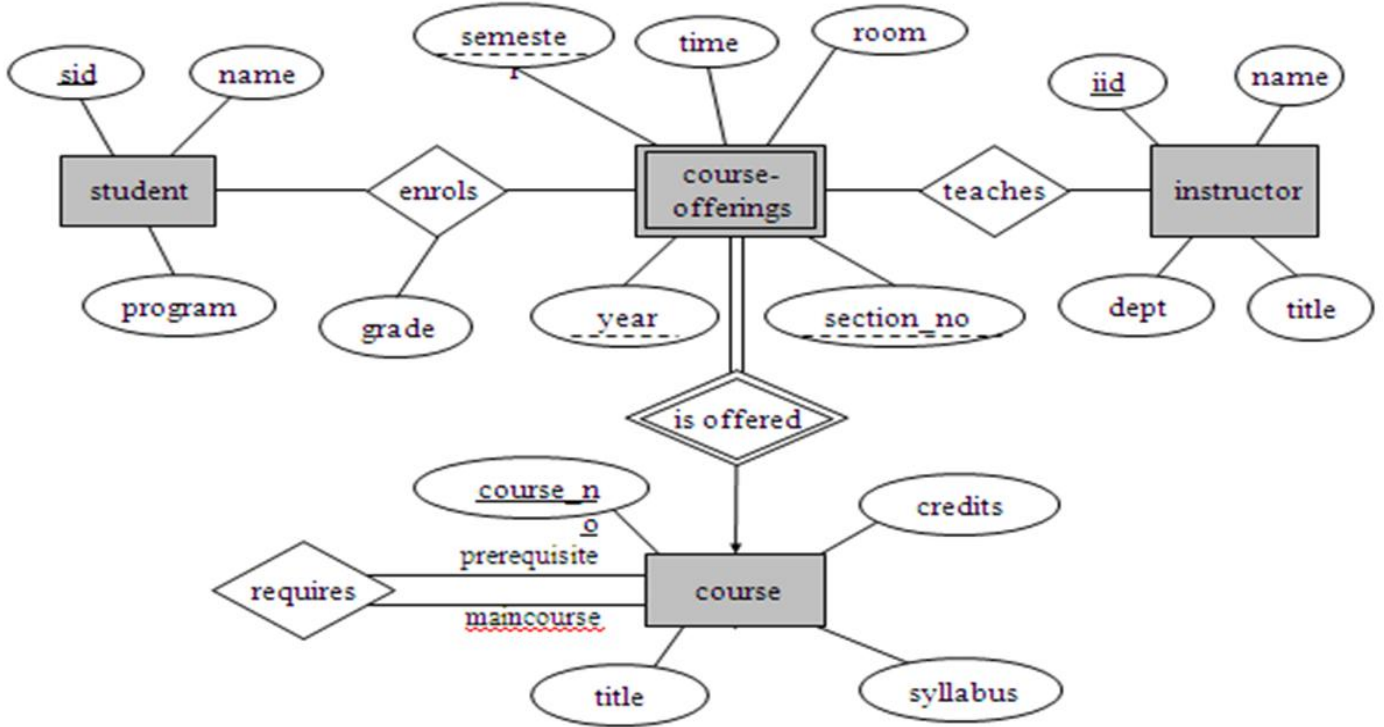 semeste
r
time
room
sid
name
iid
name
student
enrols
course-
offerings
teaches
instructor
program
grade
year
section_no
dept
title
is offered
course_n
o
credits
prerequisite
requires
course
maincourse
title
syllabus